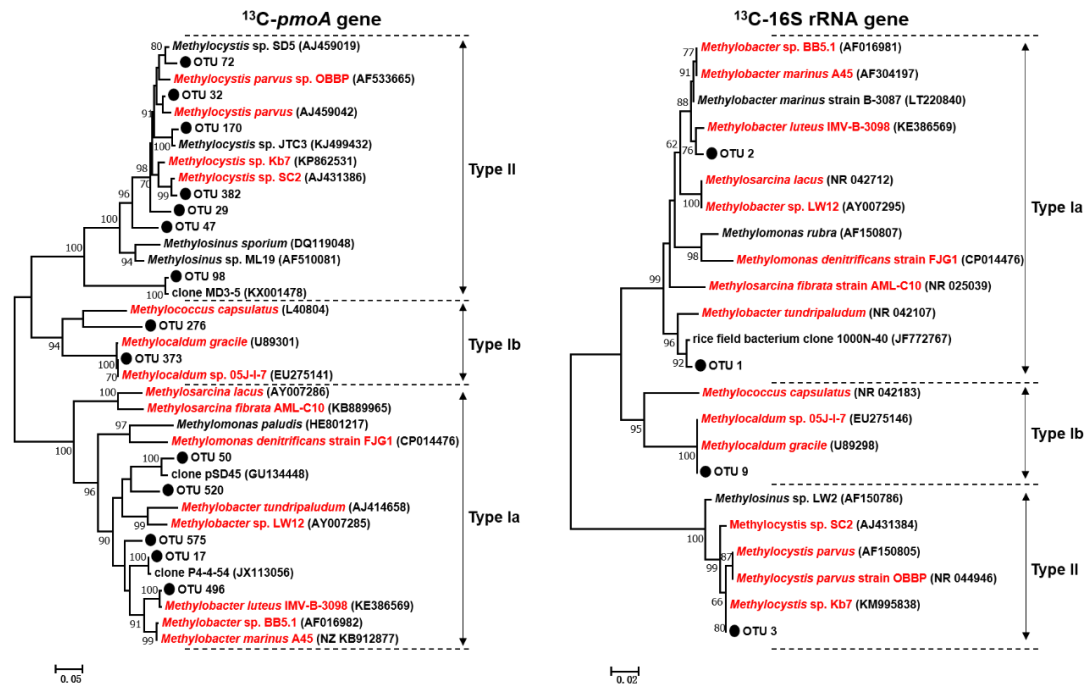 13C-pmoA gene
80
Methylocystis sp. SD5 (AJ459019)
OTU 72
Methylocystis parvus sp. OBBP (AF533665)
OTU 32
91
Methylocystis parvus (AJ459042)
OTU 170
100
Methylocystis sp. JTC3 (KJ499432)
98
Methylocystis sp. Kb7 (KP862531)
Type II
70
Methylocystis sp. SC2 (AJ431386)
96
99
OTU 382
OTU 29
100
OTU 47
100
Methylosinus sporium (DQ119048)
94
Methylosinus sp. ML19 (AF510081)
OTU 98
100
clone MD3-5 (KX001478)
Methylococcus capsulatus (L40804)
OTU 276
94
Methylocaldum gracile (U89301)
Type Ib
100
OTU 373
70
Methylocaldum sp. 05J-I-7 (EU275141)
100
Methylosarcina lacus (AY007286)
Methylosarcina fibrata AML-C10 (KB889965)
97
Methylomonas paludis (HE801217)
100
Methylomonas denitrificans strain FJG1 (CP014476)
OTU 50
96
100
clone pSD45 (GU134448)
OTU 520
Methylobacter tundripaludum (AJ414658)
Type Ia
99
Methylobacter sp. LW12 (AY007285)
90
OTU 575
100
OTU 17
clone P4-4-54 (JX113056)
100
OTU 496
Methylobacter luteus IMV-B-3098 (KE386569)
91
Methylobacter sp. BB5.1 (AF016982)
99
Methylobacter marinus A45 (NZ KB912877)
0.05
13C-16S rRNA gene
77
Methylobacter sp. BB5.1 (AF016981)
91
Methylobacter marinus A45 (AF304197)
88
Methylobacter marinus strain B-3087 (LT220840)
Methylobacter luteus IMV-B-3098 (KE386569)
62
76
OTU 2
Methylosarcina lacus (NR 042712)
100
Methylobacter sp. LW12 (AY007295)
Type Ia
Methylomonas rubra (AF150807)
98
Methylomonas denitrificans strain FJG1 (CP014476)
99
Methylosarcina fibrata strain AML-C10 (NR 025039)
Methylobacter tundripaludum (NR 042107)
96
rice field bacterium clone 1000N-40 (JF772767)
92
OTU 1
Methylococcus capsulatus (NR 042183)
95
Methylocaldum sp. 05J-I-7 (EU275146)
Type Ib
Methylocaldum gracile (U89298)
100
OTU 9
Methylosinus sp. LW2 (AF150786)
100
Methylocystis sp. SC2 (AJ431384)
87
Methylocystis parvus (AF150805)
99
Type II
Methylocystis parvus strain OBBP (NR 044946)
66
Methylocystis sp. Kb7 (KM995838)
80
OTU 3
0.02